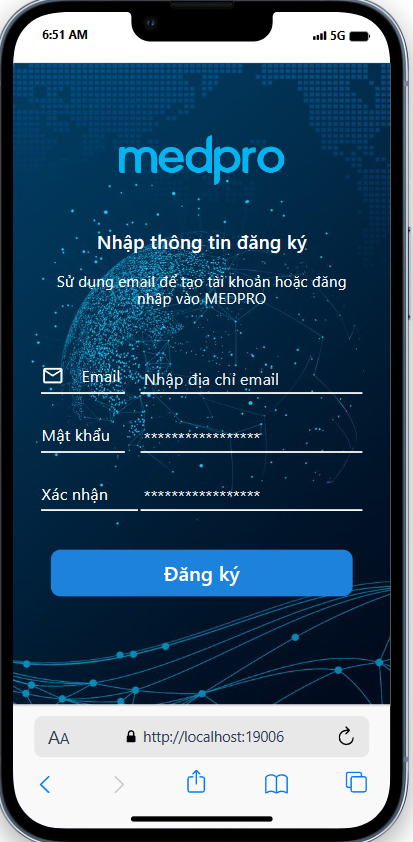 6:51 AM
5G
medpro
Nhập thông tin đăng ký
Sử dụng email để tạo tài khoản hoặc đăng
nhập vào MEDPRO
Email Nhập địa chỉ email
Mật khẩu ******************
Xác nhận ******************
Đăng ký
AA http://localhost:19006